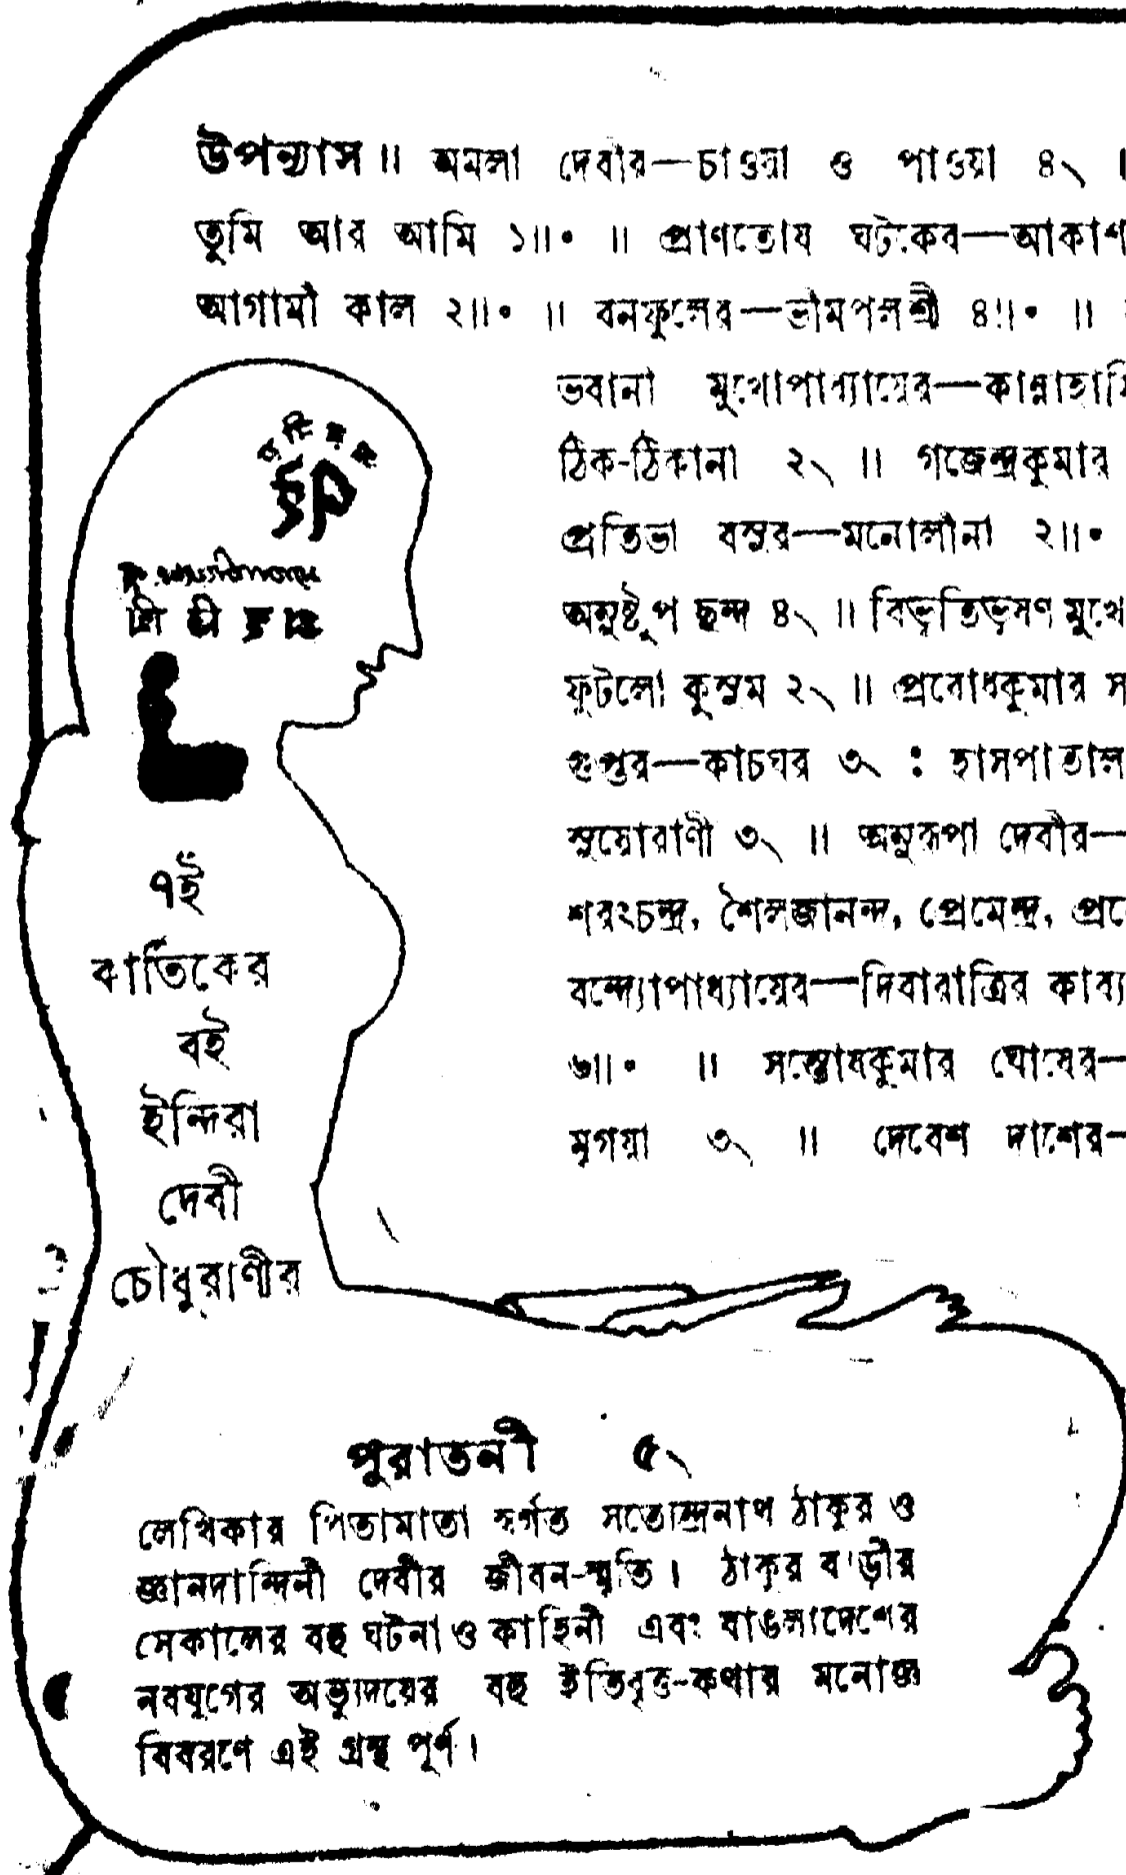 উপন্যাস ॥ অমলা দেবীর—চাওয়া ও পাওয়া ৪৲ ।
তুমি আর আমি ১॥• ॥ প্রাণতোষ ঘটকের—আকাশ
আগামী কাল ২॥• ॥ বনফুলের—ভীমপলশ্রী ৪॥• ॥
ভবানী মুখোপাধ্যায়ের—কান্নাহাসি
ঠিক-ঠিকানা ২৲ ॥ গজেন্দ্রকুমার
প্রতিভা বসুর—মনোলীনা ২॥•
অনুষ্টুপ ছন্দ ৪৲ ॥ বিভূতিভূষণ মুখো
ফুটলো কুসুম ২৲ ॥ প্রবোধকুমার স
গুপ্তর—কাচঘর ৩৲ : হাসপাতাল
সুয়োরাণী ৩৲ ॥ অনুরূপা দেবীর—
শরৎচন্দ্র, শৈলজানন্দ, প্রেমেন্দ্র, প্রবো
বন্দ্যোপাধ্যায়ের—দিবারাত্রির কাব্য
৬॥• ॥ সন্তোষকুমার ঘোষের—
মৃগয়া ৩৲ ॥ দেবেশ দাশের—
৭ই
কার্তিকের
বই
ইন্দিরা
দেবী
চৌধুরাণীর
পুরাতনী ৫৲
লেখিকার পিতামাতা স্বর্গত সত্যেন্দ্রনাথ ঠাকুর ও
জ্ঞানদান্দিনী দেবীর জীবন-স্মৃতি। ঠাকুর বাড়ীর
সেকালের বহু ঘটনা ও কাহিনী এবং বাঙলাদেশের
নবযুগের অভ্যুদয়ের বহু ইতিবৃত্ত-কথার মনোজ্ঞ
বিবরণে এই গ্রন্থ পূর্ণ।